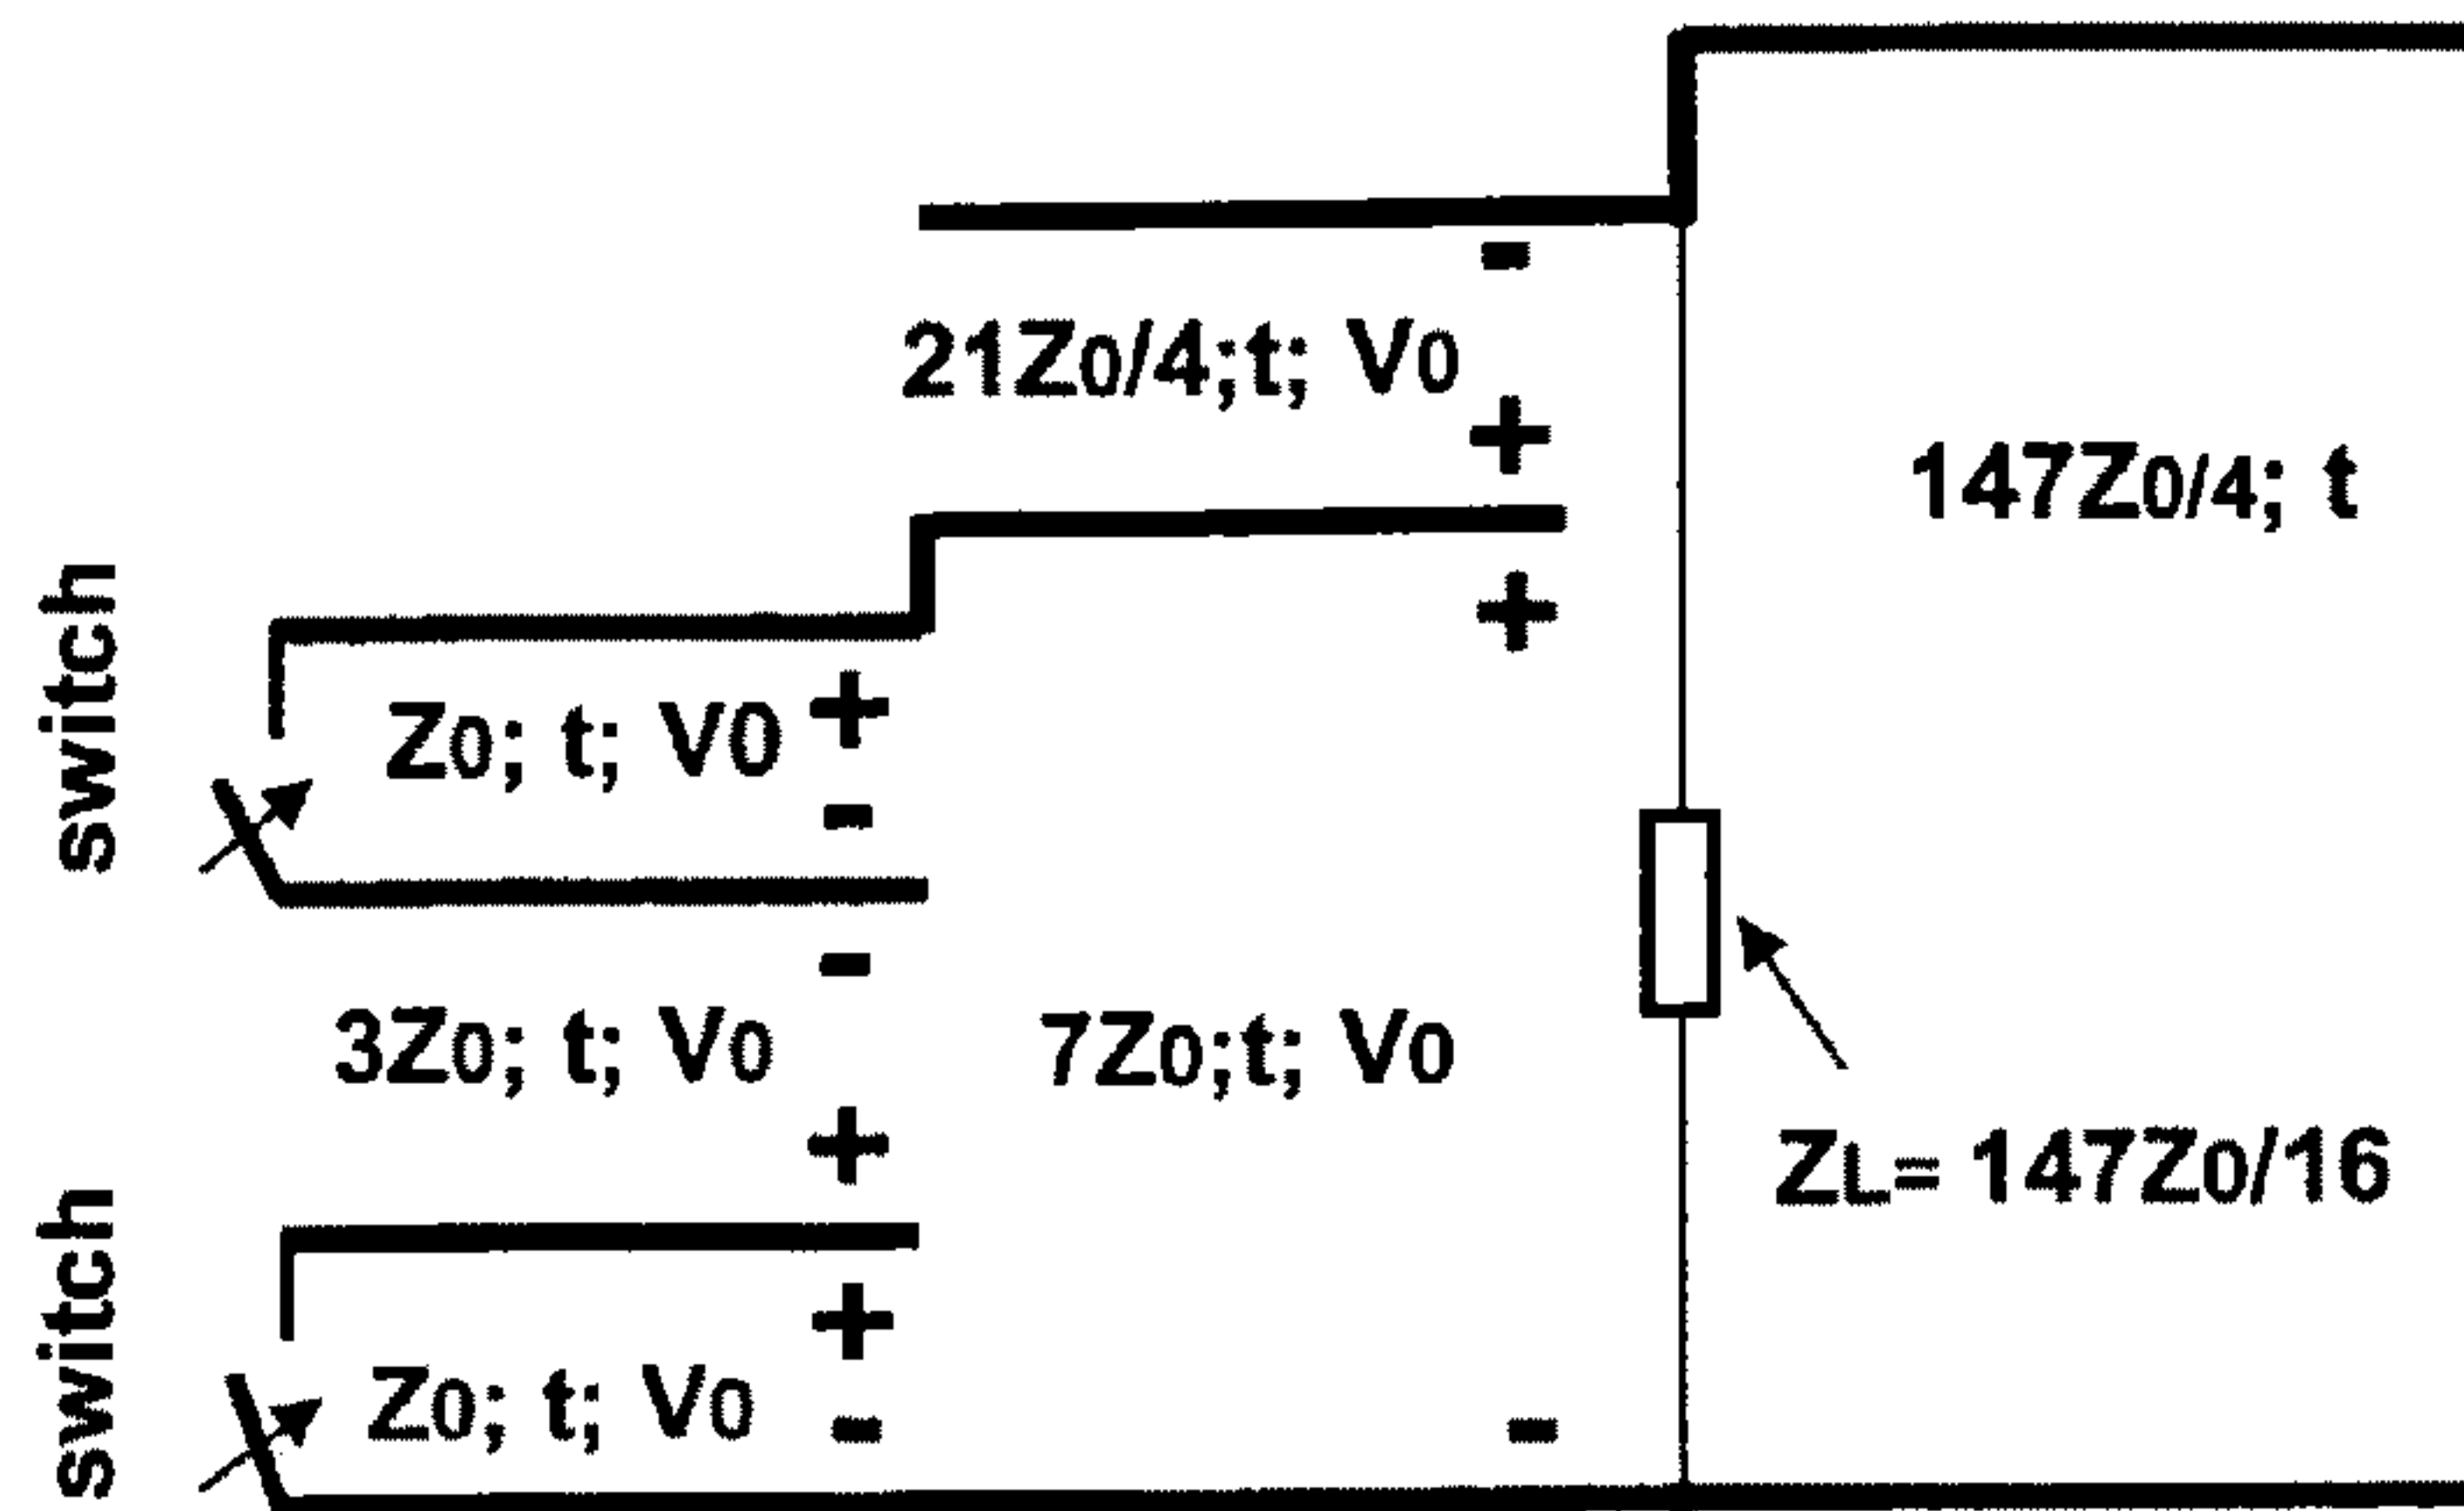 -
21Z0/4;t; V0
+
147Z0/4; t
+
switch
Z0; t; V0 +
-
-
3Z0; t; V0
7Z0;t; V0
+
ZL= 147Z0/16
switch
+
Z0; t; V0
-
-